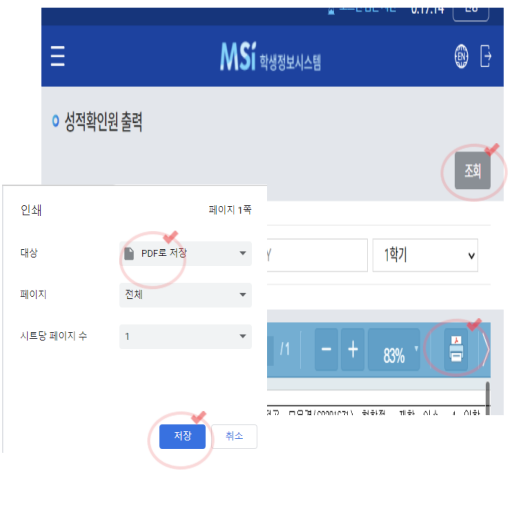 MSi 학생정보시스템
EN
성적확인원 출력
조회
인쇄
페이지 1쪽
대상
PDF로 저장
Y
1학기
페이지
전체
/1
83%
시트당 페이지 수
1
저장
취소